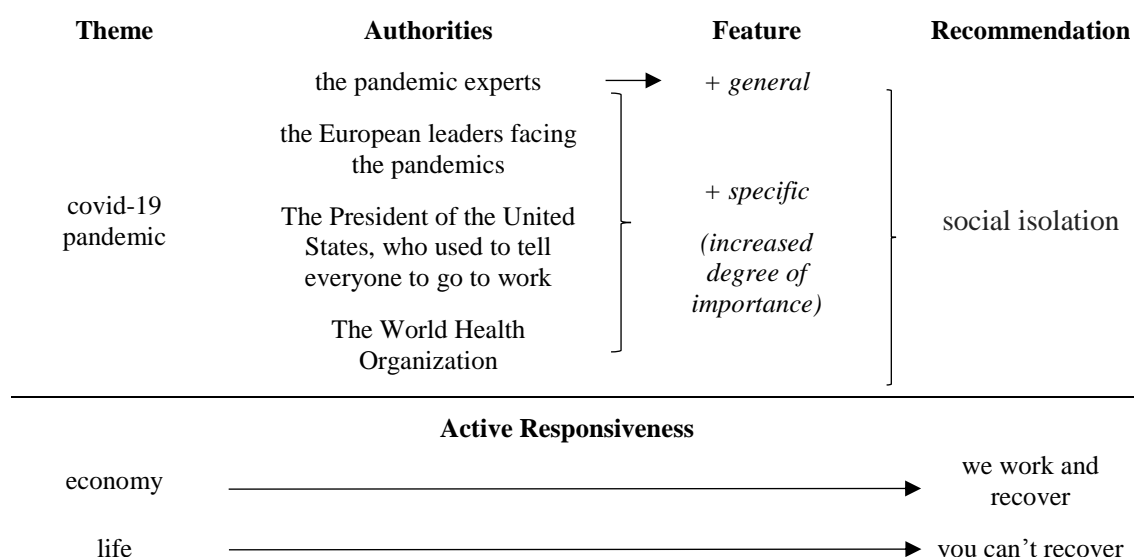 Theme Authorities Feature Recommendation
the pandemic experts + general
the European leaders facing
the pandemics
covid-19
pandemic
The President of the United
States, who used to tell
everyone to go to work
The World Health
Organization
+ specific
(increased
degree of
importance)
social isolation
Active Responsiveness
economy
we work and
recover
life you can’t recover